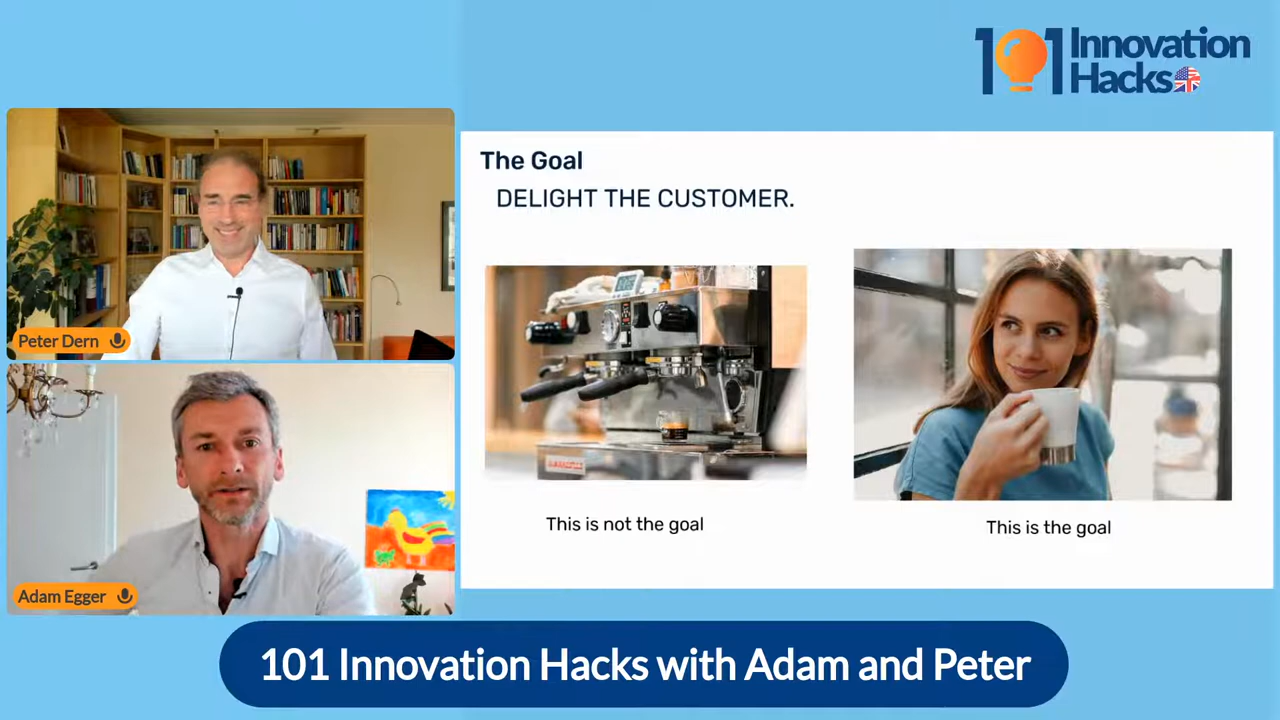 101 Innovation
Hacks
The Goal
DELIGHT THE CUSTOMER.
Peter Dern
Adam Egger
This is not the goal
This is the goal
101 Innovation Hacks with Adam and Peter